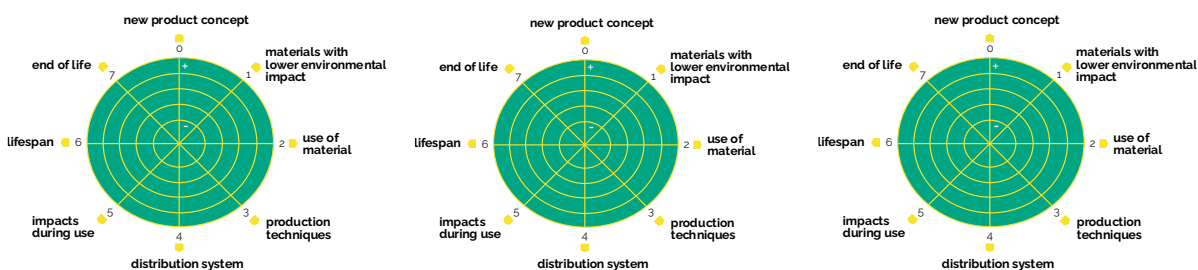 new product concept
0
+
-
materials with
lower environmental
impact
1
use of
material
2
production
techniques
3
distribution system
4
impacts
during use
5
lifespan
6
end of life
7
new product concept
0
+
-
materials with
lower environmental
impact
1
use of
material
2
production
techniques
3
distribution system
4
impacts
during use
5
lifespan
6
end of life
7
new product concept
0
+
-
materials with
lower environmental
impact
1
use of
material
2
production
techniques
3
distribution system
4
impacts
during use
5
lifespan
6
end of life
7